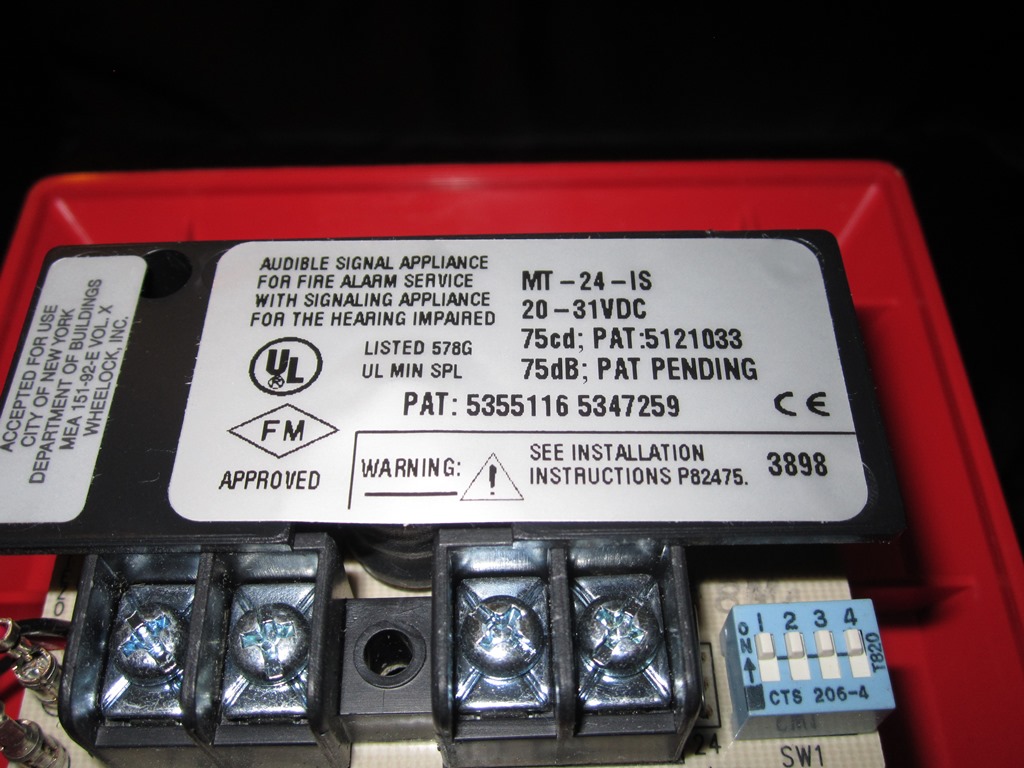 ACCEPTED FOR USE
CITY OF NEW YORK
DEPARTMENT OF BUILDINGS
MEA 151-92-E VOL. X
WHEELOCK, INC.
AUDIBLE SIGNAL APPLIANCE
FOR FIRE ALARM SERVICE
WITH SIGNALING APPLIANCE
FOR THE HEARING IMPAIRED
UL
LISTED 578G
UL MIN SPL
MT-24-IS
20-31VDC
75cd; PAT:5121033
75dB; PAT PENDING
PAT: 5355116 5347259
CE
FM
APPROVED
WARNING: !
SEE INSTALLATION
INSTRUCTIONS P82475.
3898
ON
1 2 3 4
CTS 206-4
T820
24
SW1